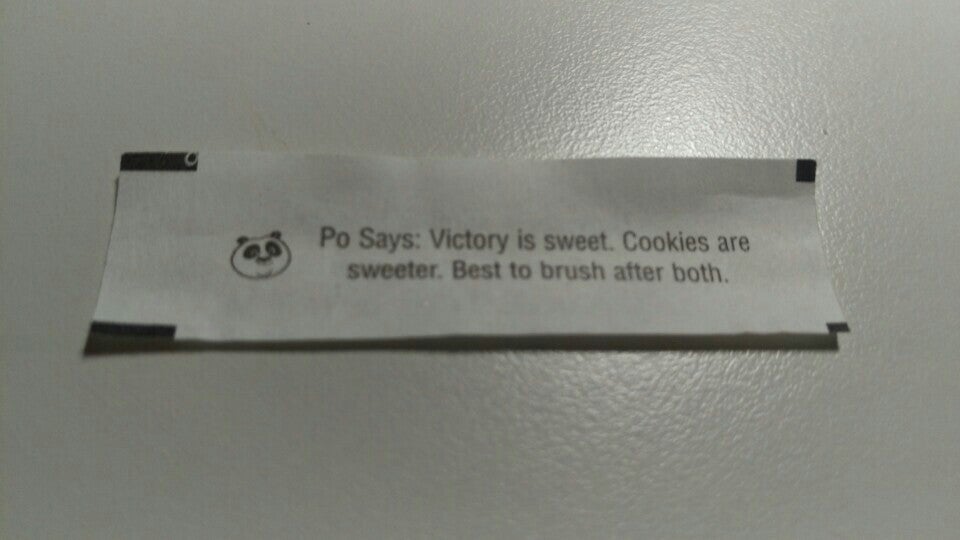 Po Says: Victory is sweet. Cookies are
sweeter. Best to brush after both.